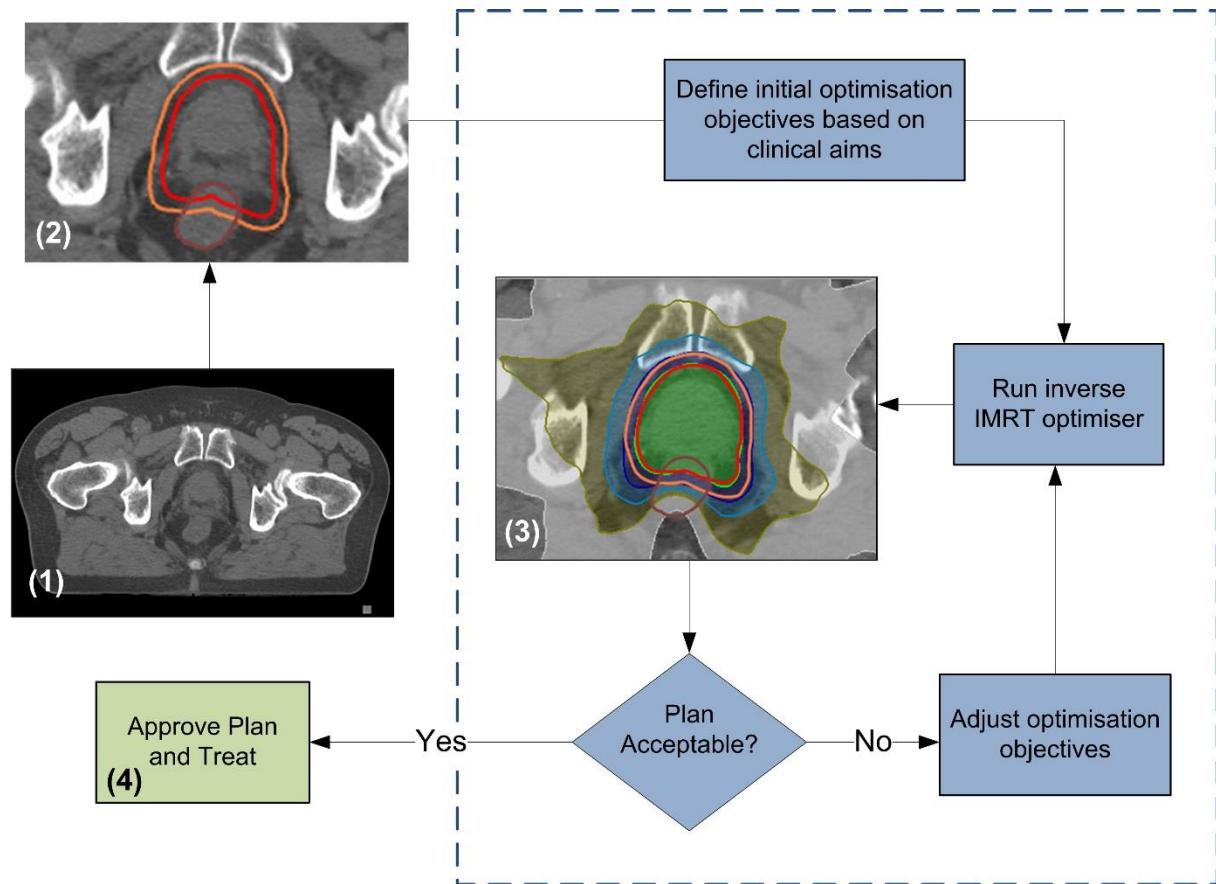 (2)
Define initial optimisation
objectives based on
clinical aims
(1)
(3)
Run inverse
IMRT optimiser
Approve Plan
and Treat
(4)
Yes
Plan
Acceptable?
No
Adjust optimisation
objectives